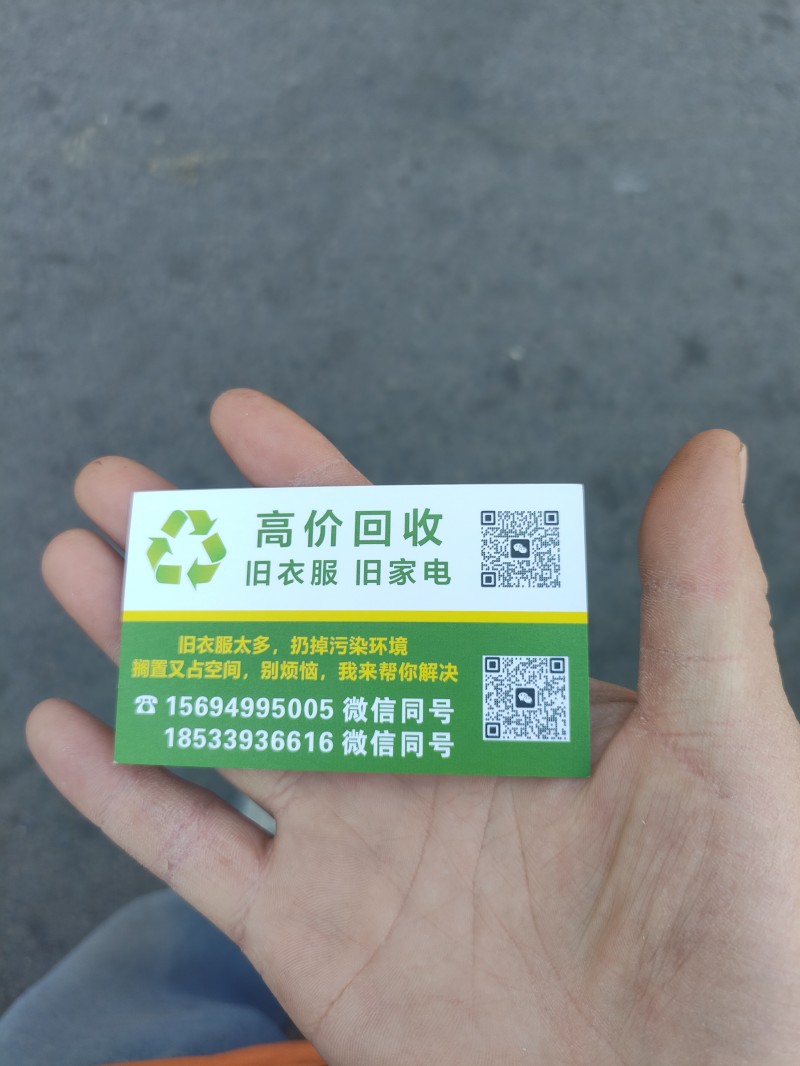 高价回收
旧衣服 旧家电
旧衣服太多，扔掉污染环境
搁置又占空间，别烦恼，我来帮你解决
☎ 15694995005 微信同号
18533936616 微信同号